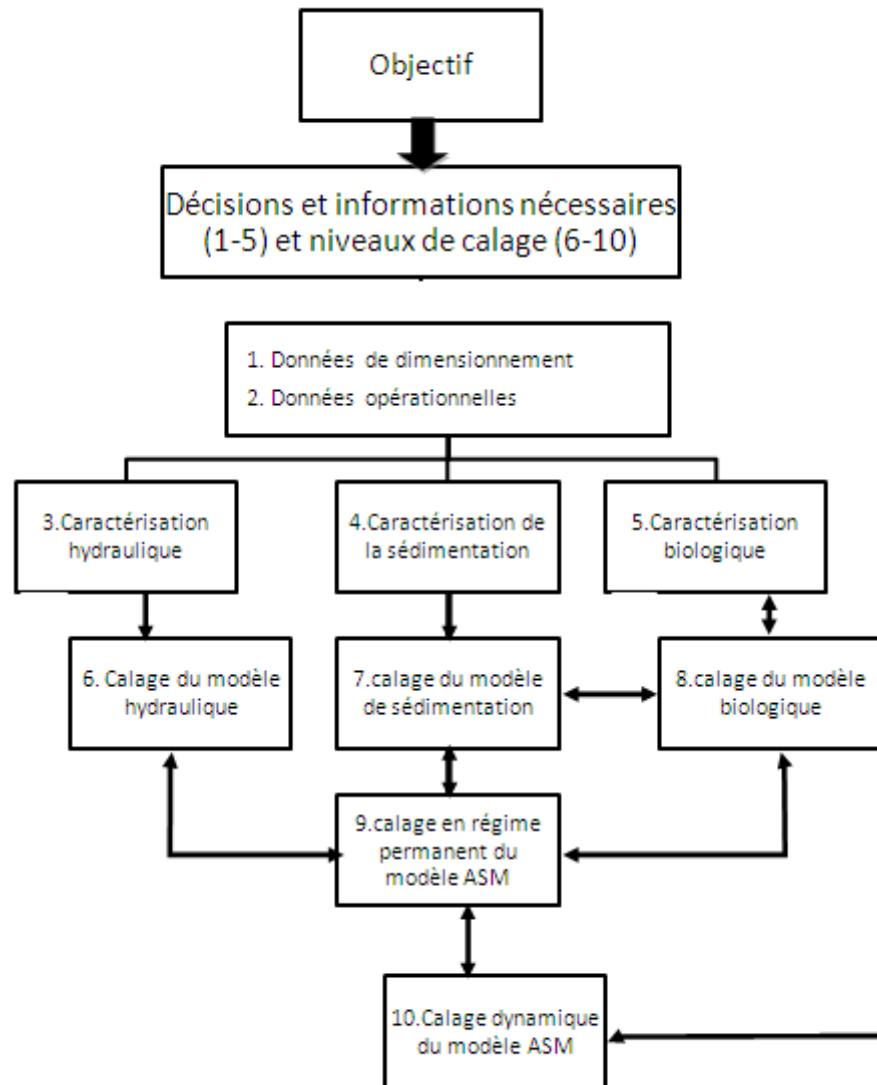 Objectif
Décisions et informations nécessaires
(1-5) et niveaux de calage (6-10)
1. Données de dimensionnement
2. Données opérationnelles
3.Caractérisation
hydraulique
4.Caractérisation de
la sédimentation
5.Caractérisation
biologique
6. Calage du modèle
hydraulique
7.calage du modèle
de sédimentation
8.calage du modèle
biologique
9.calage en régime
permanent du
modèle ASM
10.Calage dynamique
du modèle ASM